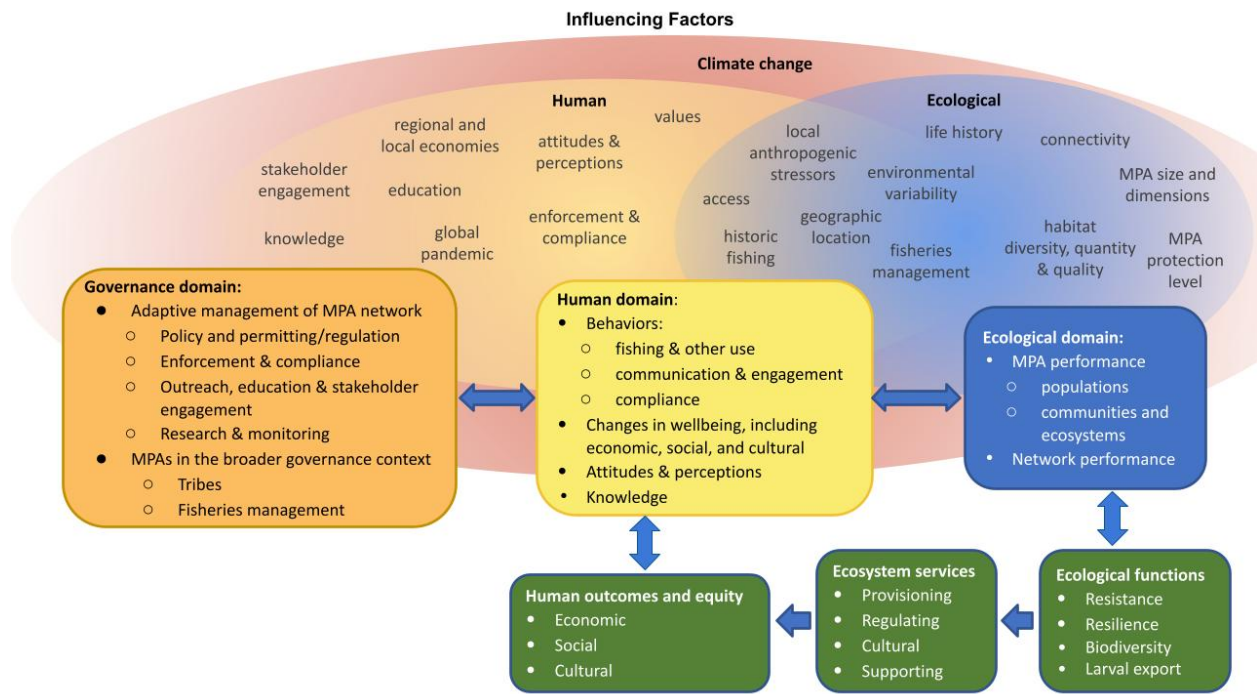 Influencing Factors
Climate change
Human
Ecological
values
regional and
local economies
attitudes &
perceptions
stakeholder
engagement
education
knowledge
global
pandemic
enforcement &
compliance
local
anthropogenic
stressors
life history
connectivity
environmental
variability
MPA size and
dimensions
access
geographic
location
historic
fishing
fisheries
management
habitat
diversity, quantity
& quality
MPA
protection
level
Governance domain:
● Adaptive management of MPA network
○ Policy and permitting/regulation
○ Enforcement & compliance
○ Outreach, education & stakeholder
engagement
○ Research & monitoring
● MPAs in the broader governance context
○ Tribes
○ Fisheries management
Human domain:
• Behaviors:
○ fishing & other use
○ communication & engagement
○ compliance
• Changes in wellbeing, including
economic, social, and cultural
• Attitudes & perceptions
• Knowledge
Ecological domain:
• MPA performance
○ populations
○ communities and
ecosystems
• Network performance
Human outcomes and equity
• Economic
• Social
• Cultural
Ecosystem services
• Provisioning
• Regulating
• Cultural
• Supporting
Ecological functions
• Resistance
• Resilience
• Biodiversity
• Larval export